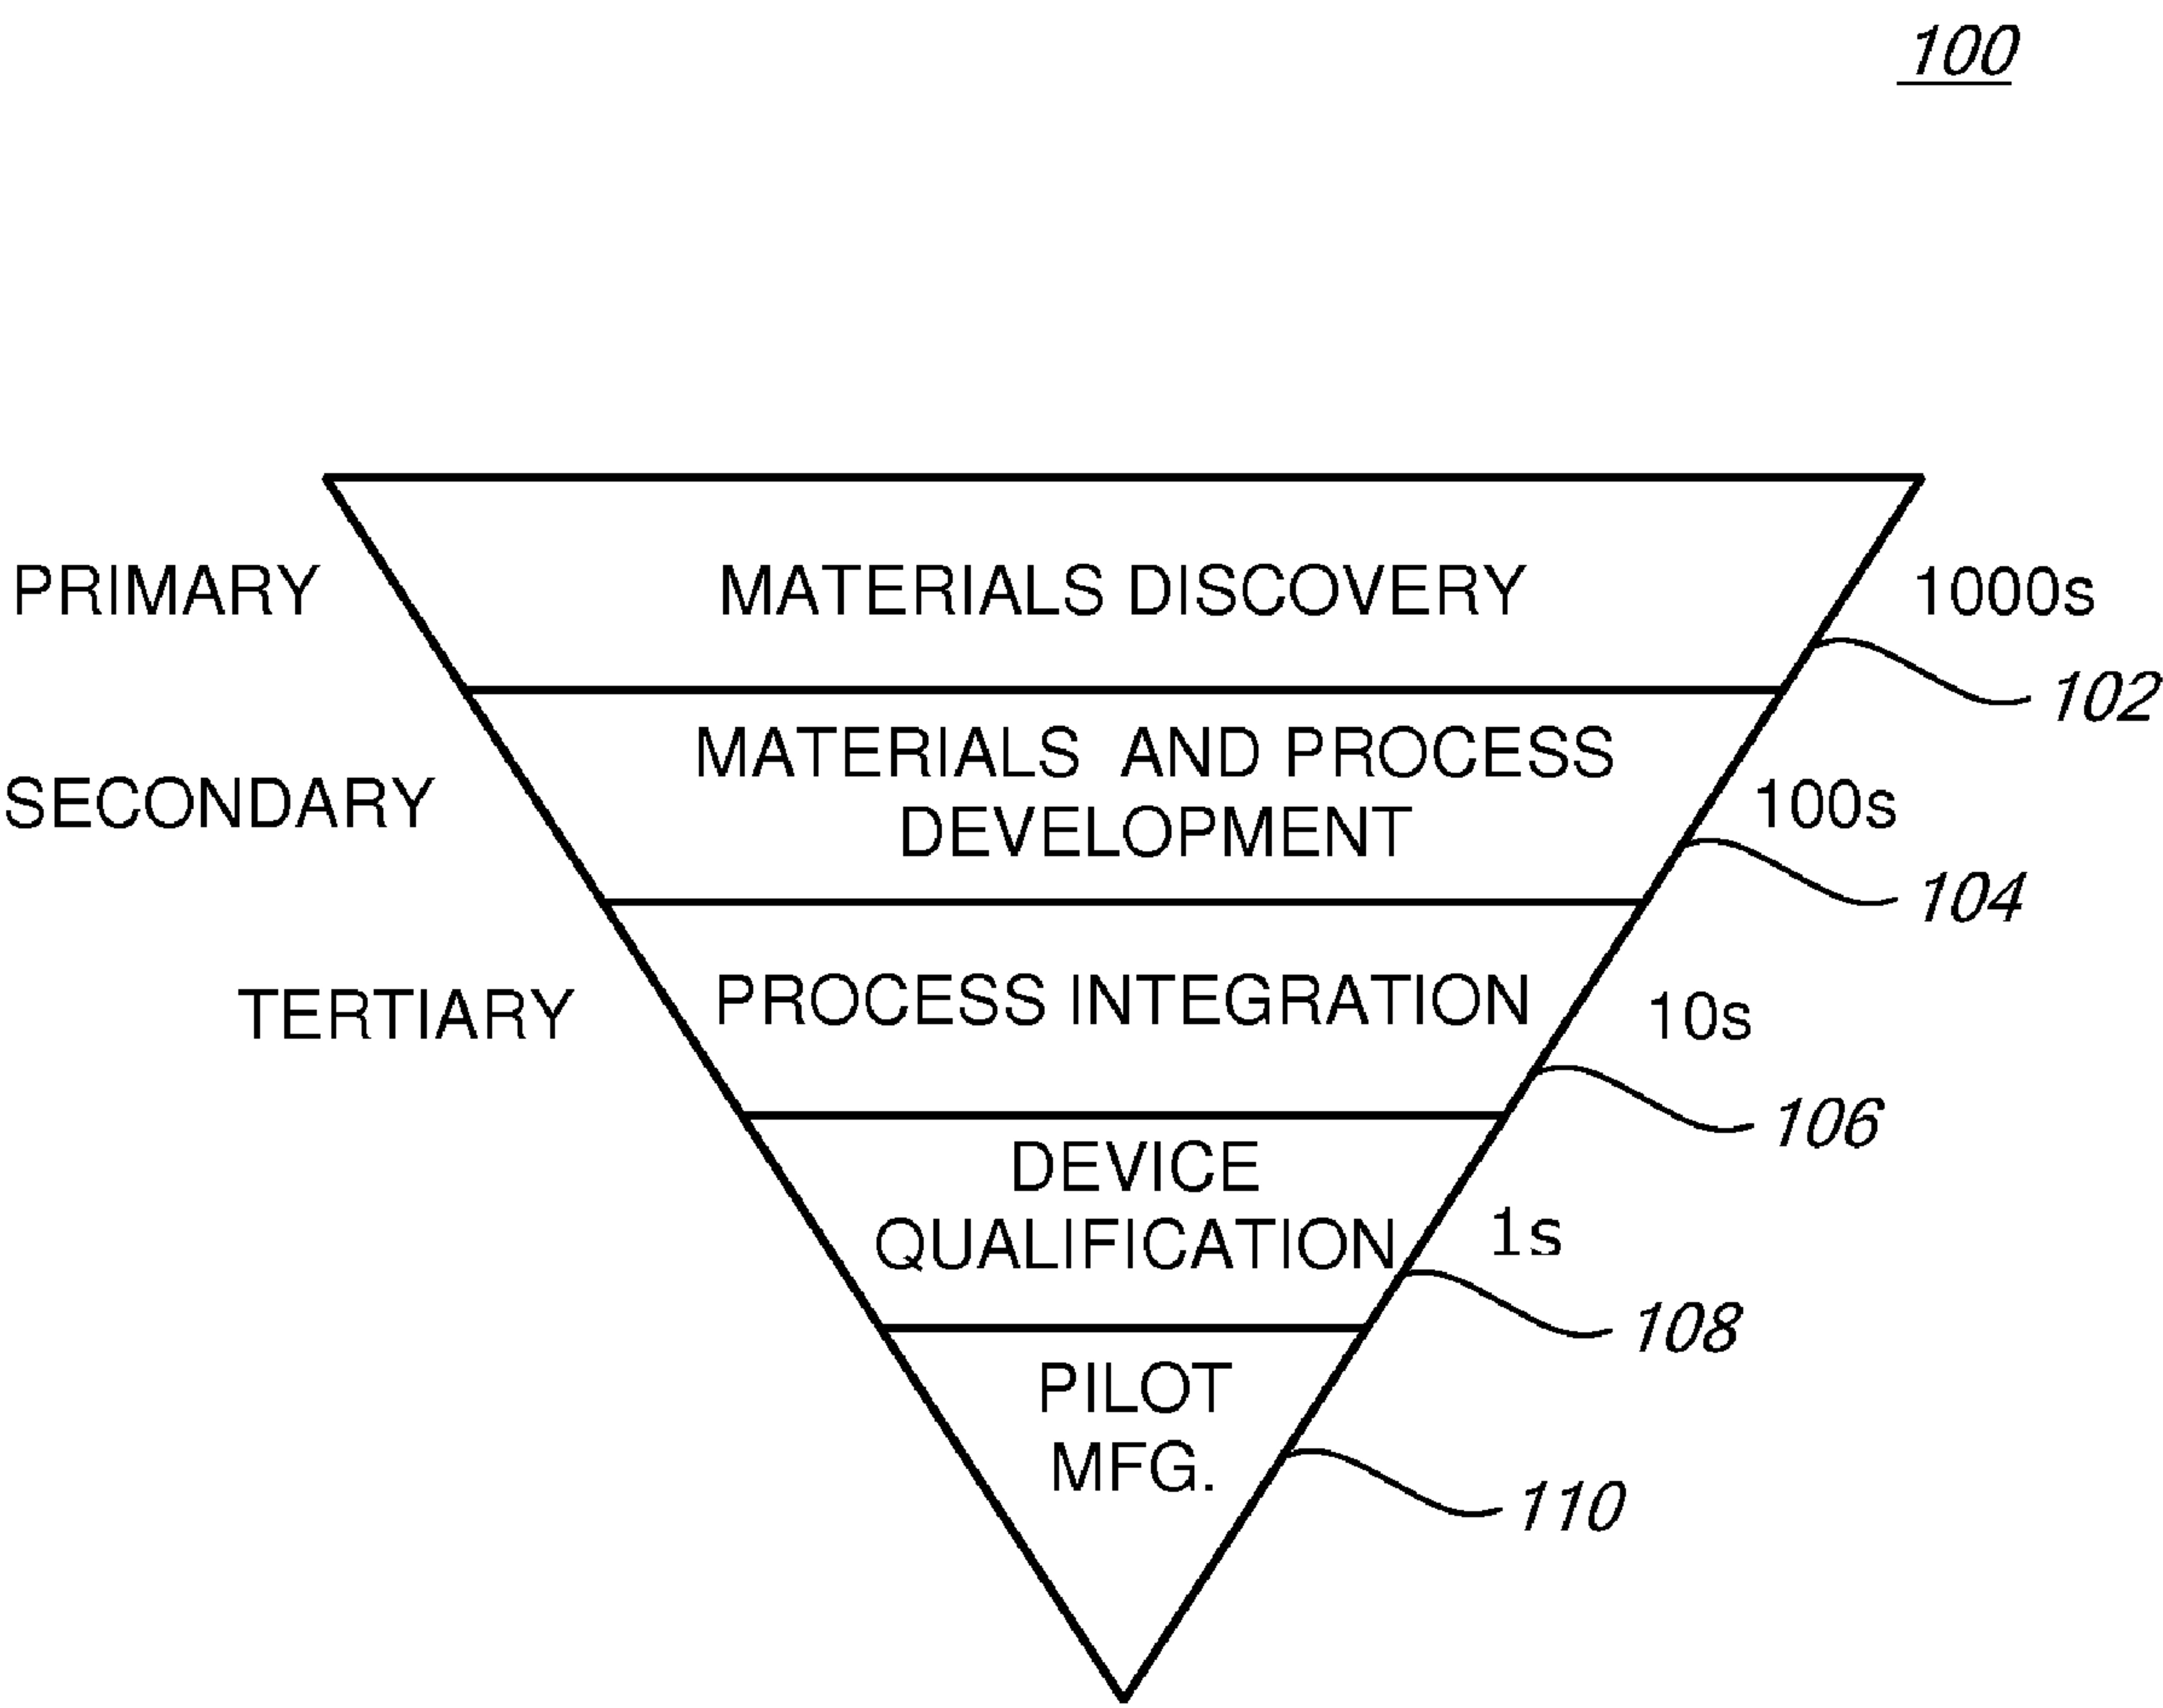 100
PRIMARY
MATERIALS DISCOVERY
1000s
102
SECONDARY
MATERIALS AND PROCESS
DEVELOPMENT
100s
104
TERTIARY
PROCESS INTEGRATION
10s
106
DEVICE
QUALIFICATION
1s
108
PILOT
MFG.
110